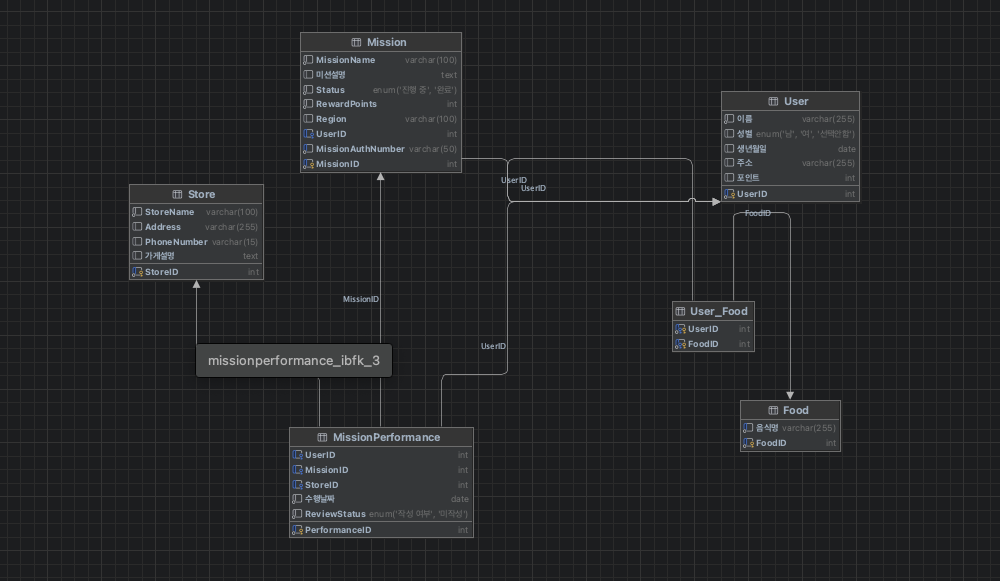 Mission
MissionName varchar(100)
미션설명 text
Status enum('진행 중', '완료')
RewardPoints int
Region varchar(100)
UserID int
MissionAuthNumber varchar(50)
MissionID int
User
이름 varchar(255)
성별 enum('남', '여', '선택안함')
생년월일 date
주소 varchar(255)
포인트 int
UserID int
Store
StoreName varchar(100)
Address varchar(255)
PhoneNumber varchar(15)
가게설명 text
StoreID int
UserID
UserID
FoodID
MissionID
UserID
missionperformance_ibfk_3
User_Food
UserID int
FoodID int
Food
음식명 varchar(255)
FoodID int
MissionPerformance
UserID int
MissionID int
StoreID int
수행날짜 date
ReviewStatus enum('작성 여부', '미작성')
PerformanceID int